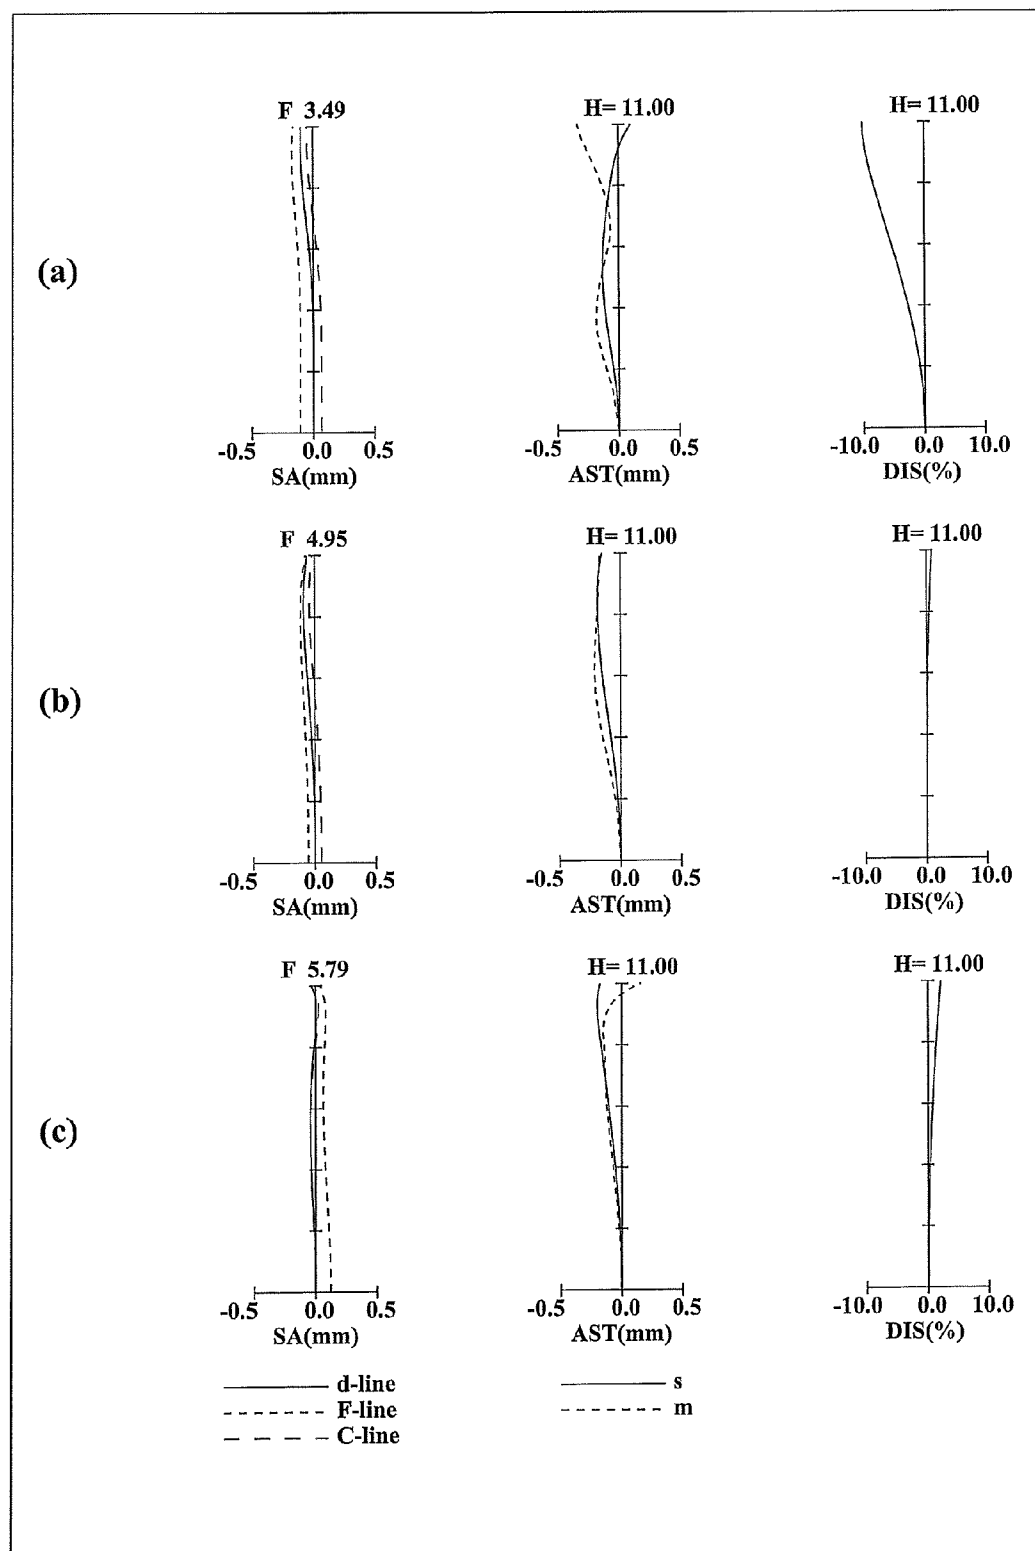 F 3.49 H= 11.00 H= 11.00
(a)
-0.5 0.0 0.5 -0.5 0.0 0.5 -10.0 0.0 10.0
SA(mm) AST(mm) DIS(%)
F 4.95 H= 11.00 H= 11.00
(b)
-0.5 0.0 0.5 -0.5 0.0 0.5 -10.0 0.0 10.0
SA(mm) AST(mm) DIS(%)
F 5.79 H= 11.00 H= 11.00
(c)
-0.5 0.0 0.5 -0.5 0.0 0.5 -10.0 0.0 10.0
SA(mm) AST(mm) DIS(%)
d-line s
F-line m
C-line